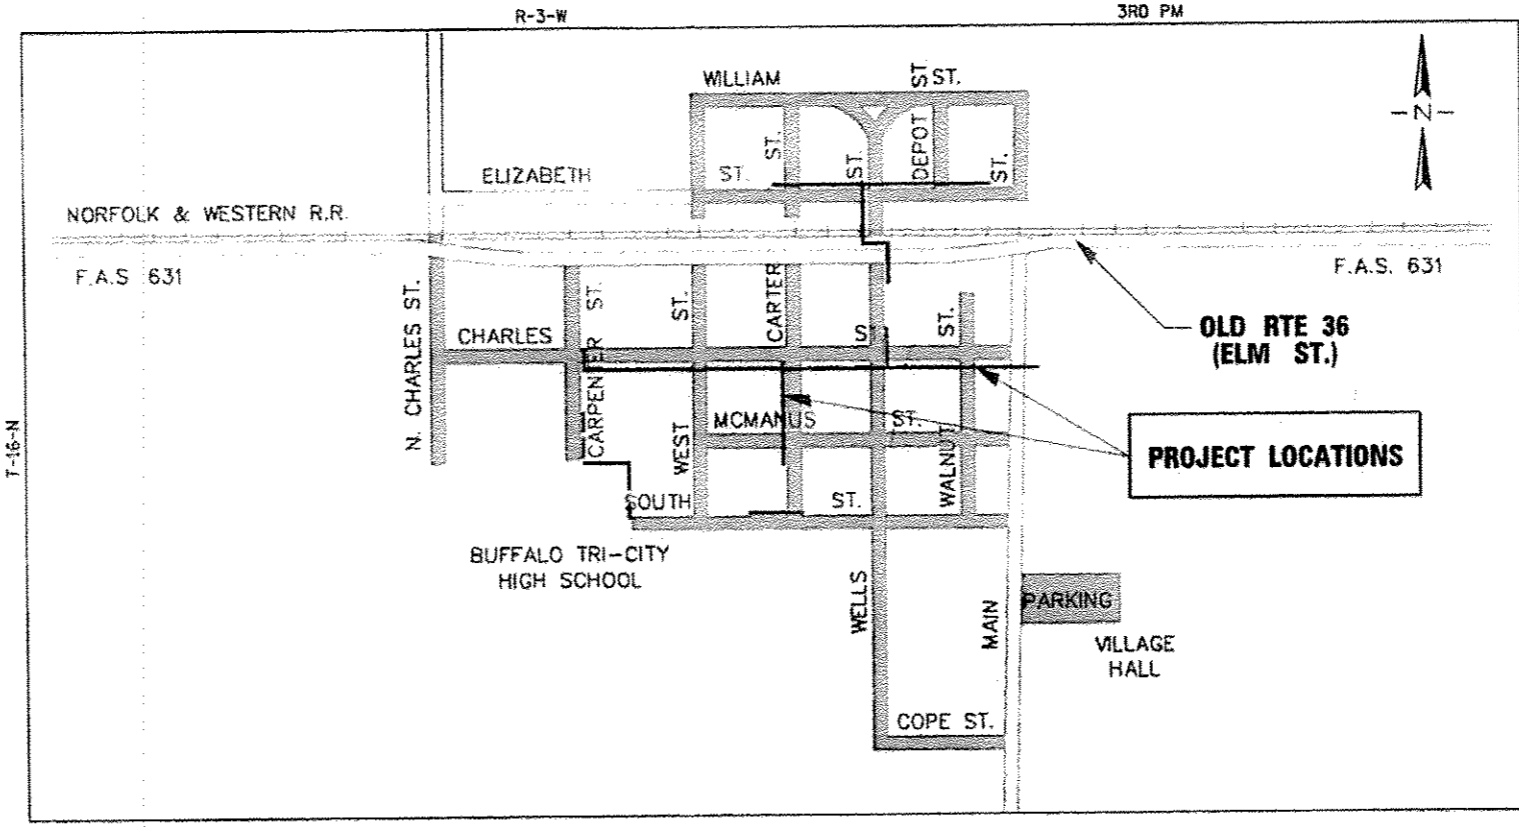 R-3-W
3RD PM
WILLIAM
ST.
ST.
N
ST.
ST.
DEPOT
ST.
ST.
ELIZABETH
NORFOLK & WESTERN R.R.
F.A.S 631
F.A.S. 631
N. CHARLES ST.
ST.
ST.
CARTER
ST.
CHARLES
OLD RTE 36
(ELM ST.)
CARPENTER
WEST
MCMANUS
ST.
WALNUT
PROJECT LOCATIONS
T-16-N
SOUTH
ST.
BUFFALO TRI-CITY
HIGH SCHOOL
WELLS
MAIN
PARKING
VILLAGE
HALL
COPE ST.